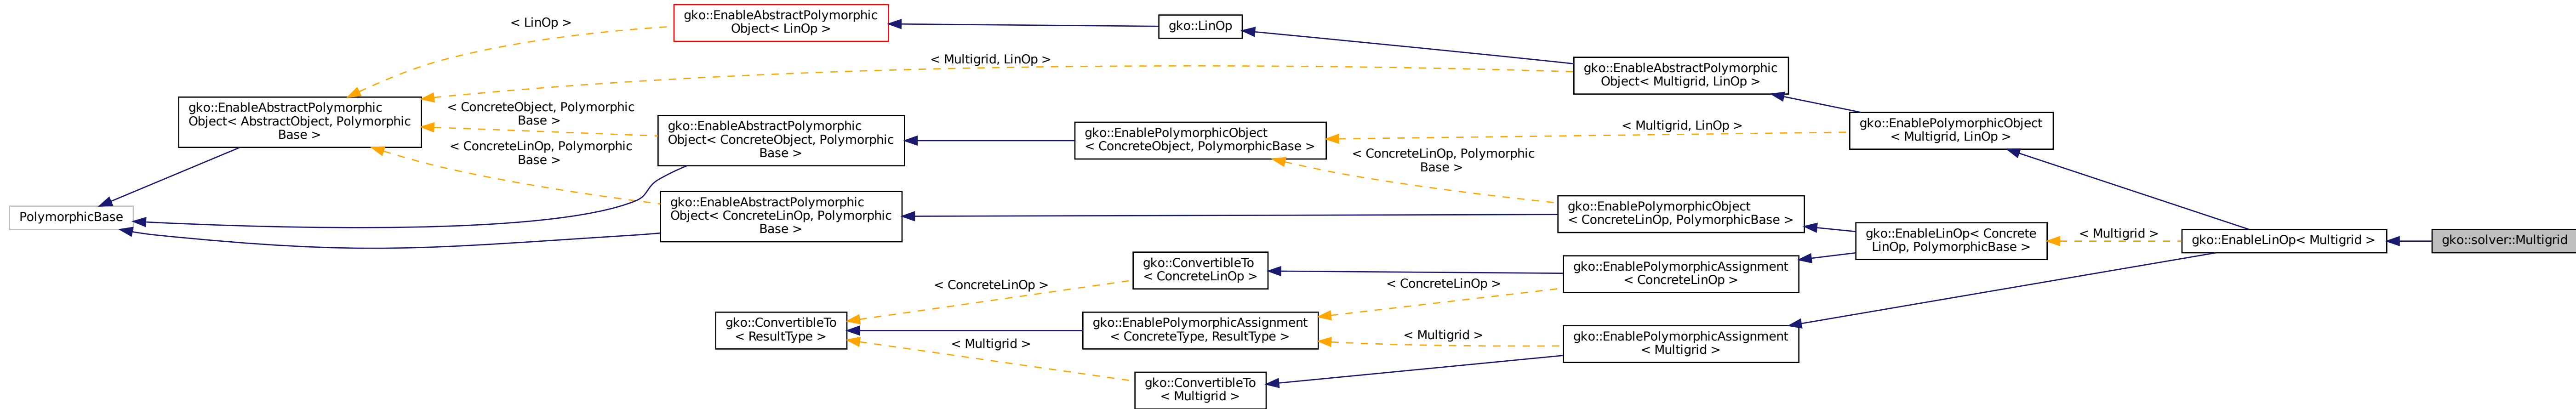 gko::EnableAbstractPolymorphic
Object< LinOp >
< LinOp >
gko::LinOp
< Multigrid, LinOp >
gko::EnableAbstractPolymorphic
Object< Multigrid, LinOp >
gko::EnableAbstractPolymorphic
Object< AbstractObject, Polymorphic
Base >
< ConcreteObject, Polymorphic
Base >
< ConcreteLinOp, Polymorphic
Base >
gko::EnableAbstractPolymorphic
Object< ConcreteObject, Polymorphic
Base >
gko::EnablePolymorphicObject
< ConcreteObject, PolymorphicBase >
< Multigrid, LinOp >
gko::EnablePolymorphicObject
< Multigrid, LinOp >
< ConcreteLinOp, Polymorphic
Base >
PolymorphicBase
gko::EnableAbstractPolymorphic
Object< ConcreteLinOp, Polymorphic
Base >
gko::EnablePolymorphicObject
< ConcreteLinOp, PolymorphicBase >
gko::EnableLinOp< Concrete
LinOp, PolymorphicBase >
< Multigrid >
gko::EnableLinOp< Multigrid >
gko::solver::Multigrid
gko::ConvertibleTo
< ConcreteLinOp >
gko::EnablePolymorphicAssignment
< ConcreteLinOp >
< ConcreteLinOp >
< ConcreteLinOp >
gko::ConvertibleTo
< ResultType >
gko::EnablePolymorphicAssignment
< ConcreteType, ResultType >
< Multigrid >
< Multigrid >
gko::EnablePolymorphicAssignment
< Multigrid >
gko::ConvertibleTo
< Multigrid >